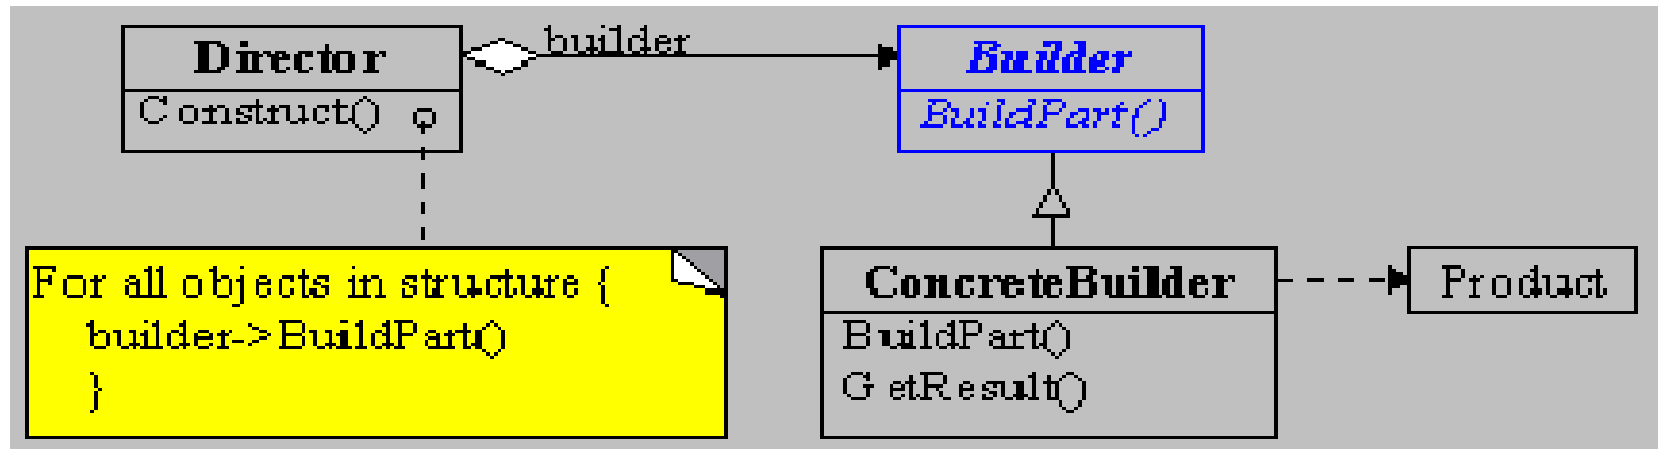 Director
Construct()
builder
Builder
BuildPart()
For all objects in structure {
builder->BuildPart()
}
ConcreteBuilder
BuildPart()
GetResult()
Product